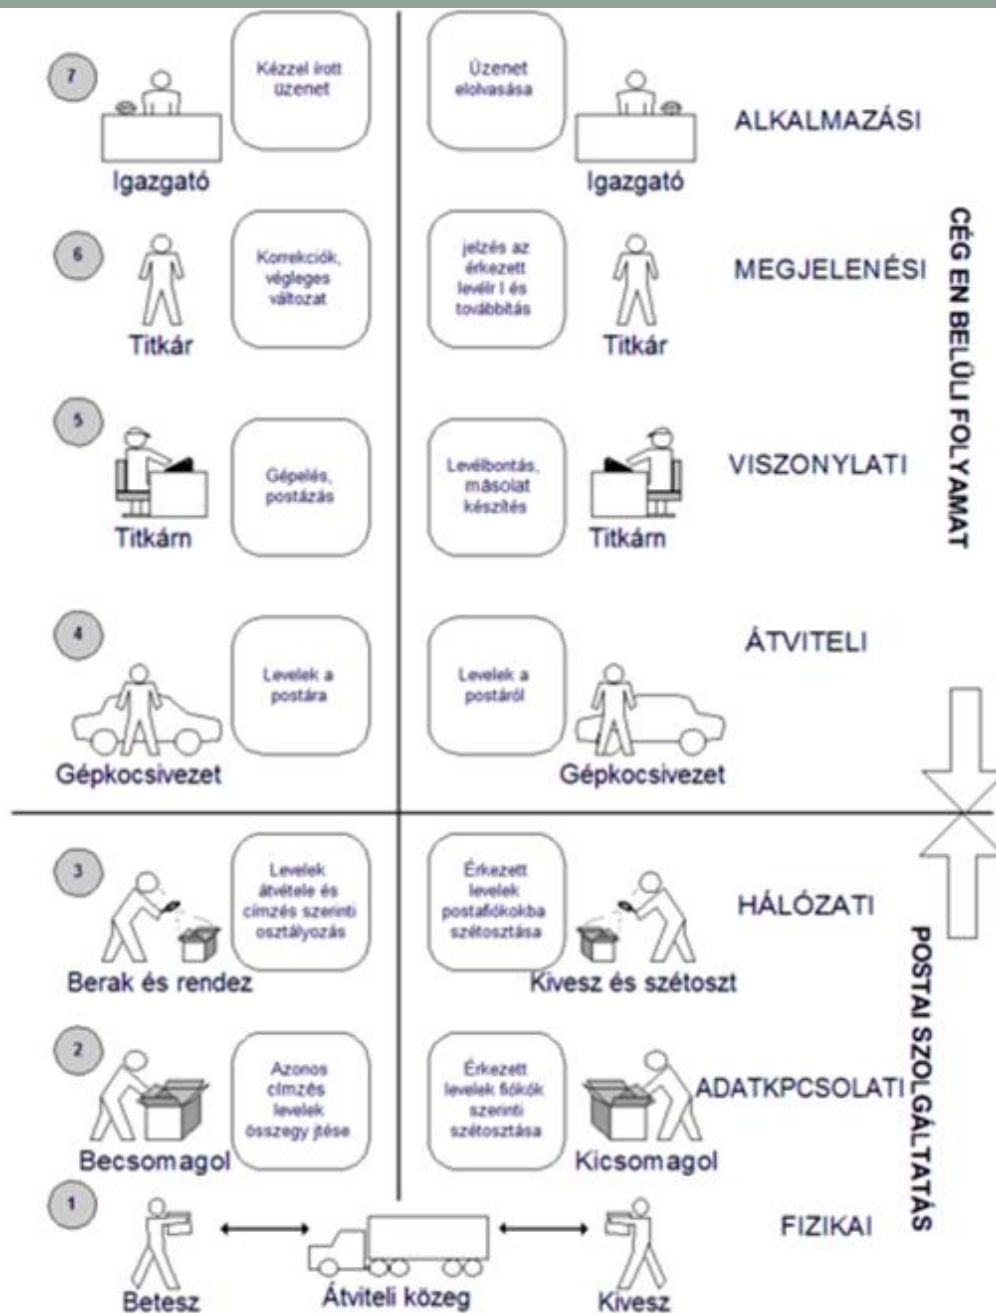 7
Kézzel írott
üzenet
Üzenet
elolvasása
ALKALMAZÁSI
Igazgató
Igazgató
6
Korrekciók,
végleges
változat
jelzés az
érkezett
levélr l és
továbbítás
MEGJELENÉSI
Titkár
Titkár
CÉG EN BELÜLI FOLYAMAT
5
Gépelés,
postázás
Levélbontás,
másolat
készítés
VISZONYLATI
Titkárn
Titkárn
4
Levelek a
postára
Levelek a
postáról
ÁTVITELI
Gépkocsivezet
Gépkocsivezet
3
Levelek
átvétele és
címzés szerinti
osztályozás
Érkezett
levelek
postafiókokba
szétosztása
HÁLÓZATI
Berak és rendez
Kivesz és szétoszt
POSTAI SZOLGÁLTATÁS
2
Azonos
címzés
levelek
összegy jtése
Érkezett
levelek fiókók
szerinti
szétosztása
ADATKPCSOLATI
Becsomagol
Kicsomagol
1
FIZIKAI
Betesz
Átviteli közeg
Kivesz